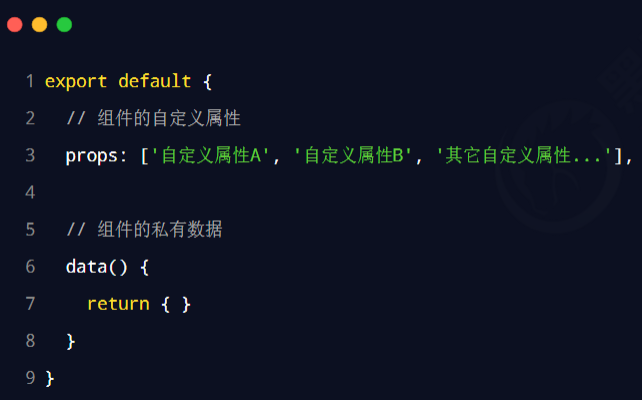 1 export default {
2 // 组件的自定义属性
3 props: ['自定义属性A', '自定义属性B', '其它自定义属性...'],
4
5 // 组件的私有数据
6 data() {
7 return { }
8 }
9 }